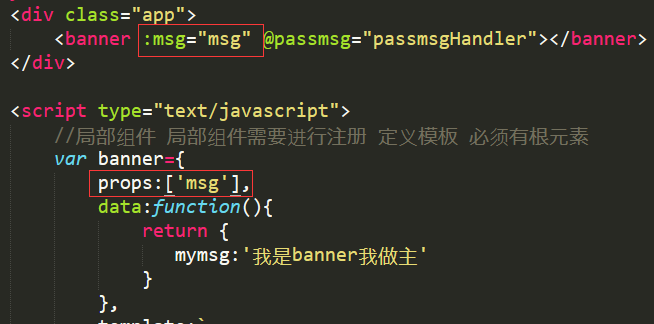 <div class="app">
<banner :msg="msg" @passmsg="passmsgHandler"></banner>
</div>
<script type="text/javascript">
//局部组件 局部组件需要进行注册 定义模板 必须有根元素
var banner={
props:['msg'],
data:function(){
return {
mymsg:'我是banner我做主'
}
},